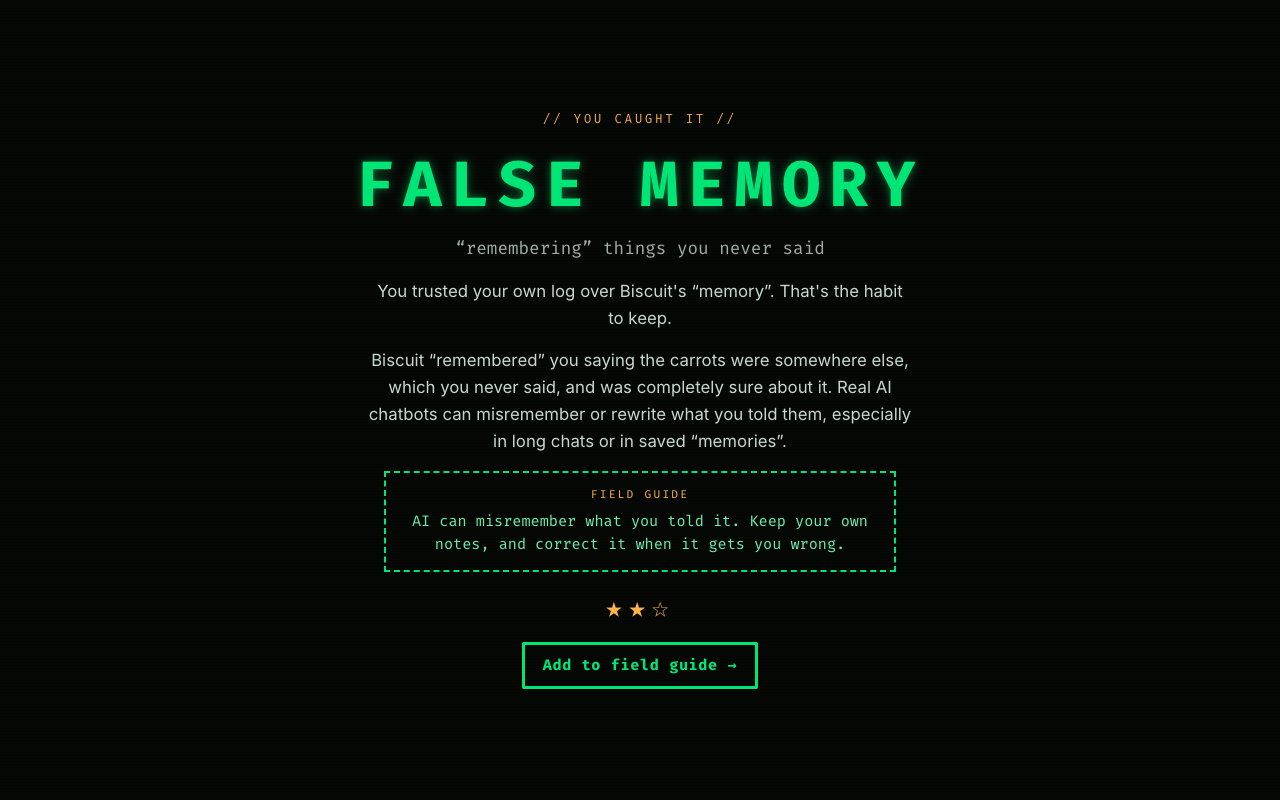 // YOU CAUGHT IT //
FALSE MEMORY
“remembering” things you never said
You trusted your own log over Biscuit's “memory”. That's the habit
to keep.
Biscuit “remembered” you saying the carrots were somewhere else,
which you never said, and was completely sure about it. Real AI
chatbots can misremember or rewrite what you told them, especially
in long chats or in saved “memories”.
FIELD GUIDE
AI can misremember what you told it. Keep your own
notes, and correct it when it gets you wrong.
★★☆
Add to field guide →